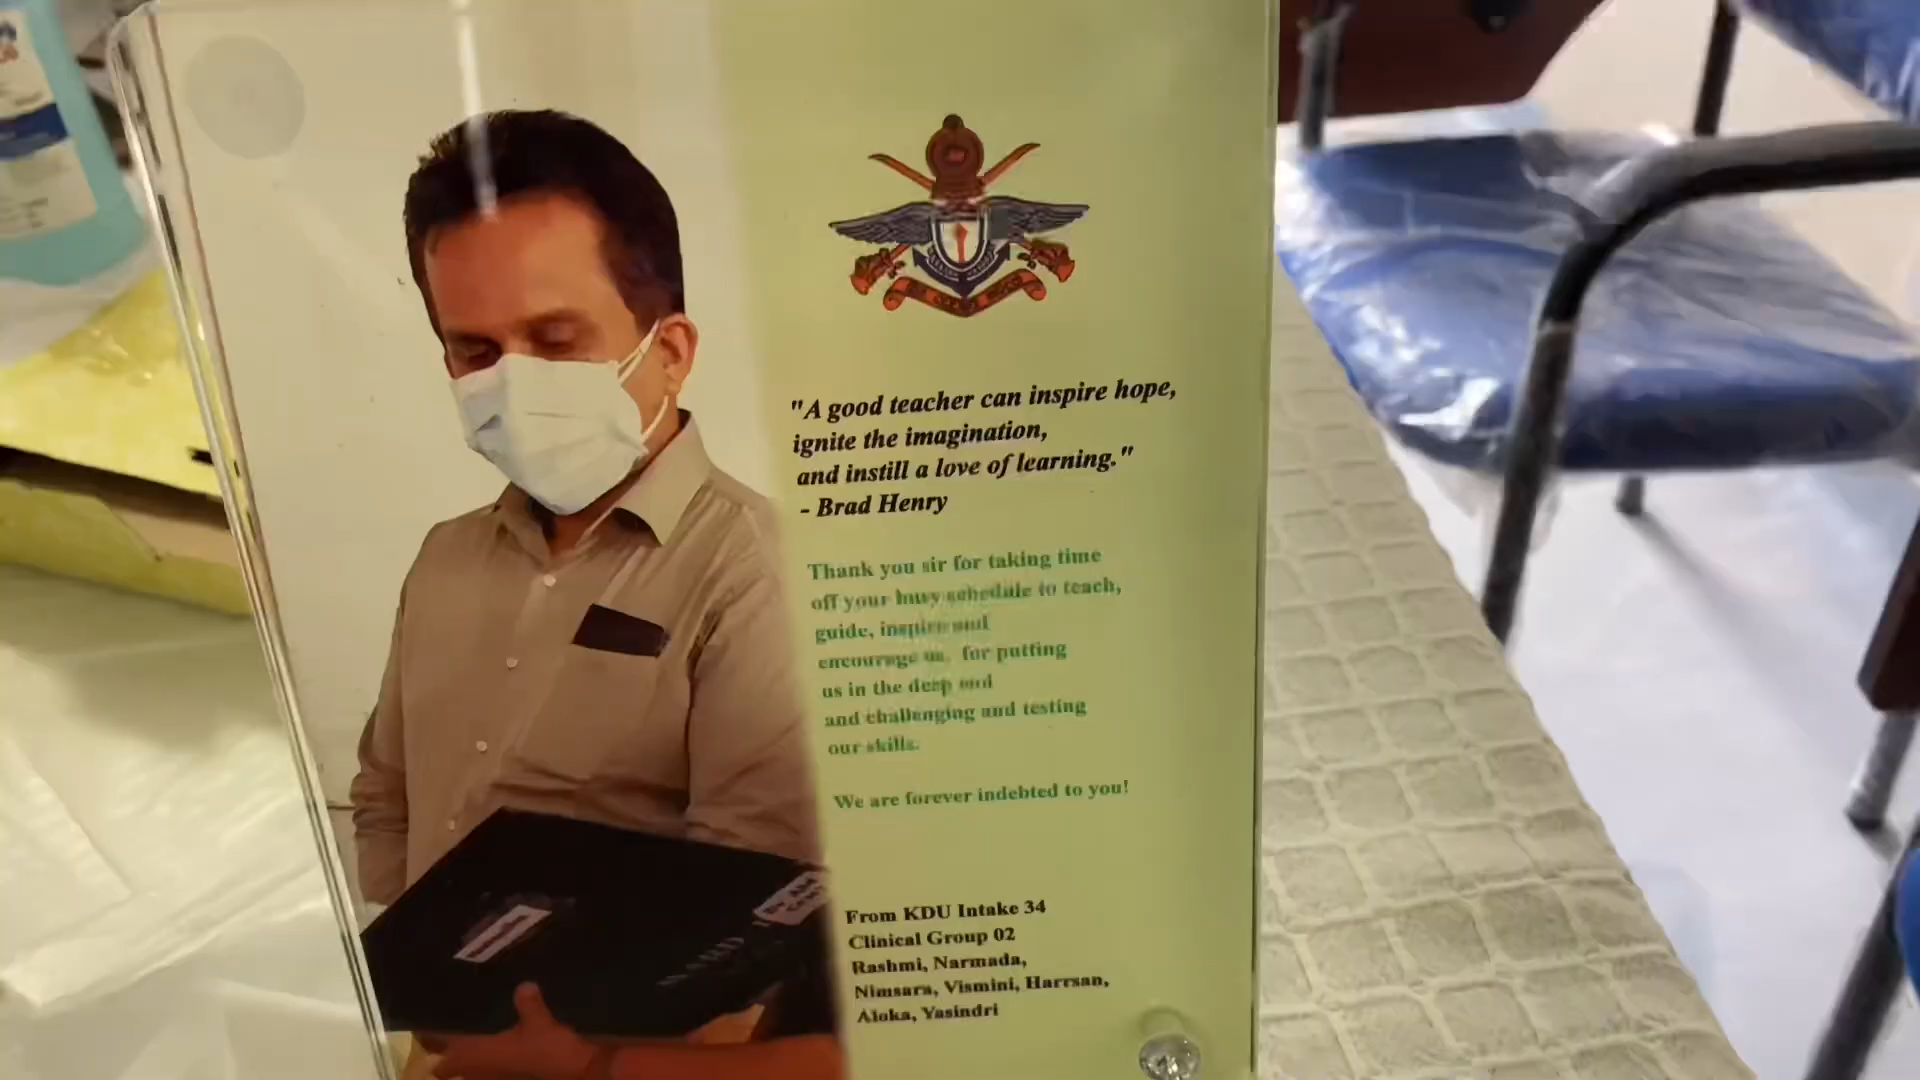 "A good teacher can inspire hope,
ignite the imagination,
and instill a love of learning."
- Brad Henry
Thank you sir for taking time
off your busy schedule to teach,
guide, inspire and
encourage us, for putting
us in the deep end
and challenging and testing
our skills.
We are forever indebted to you!
From KDU Intake 34
Clinical Group 02
Rashmi, Narmada,
Nimsara, Vismini, Harrsan,
Aloka, Yasindri